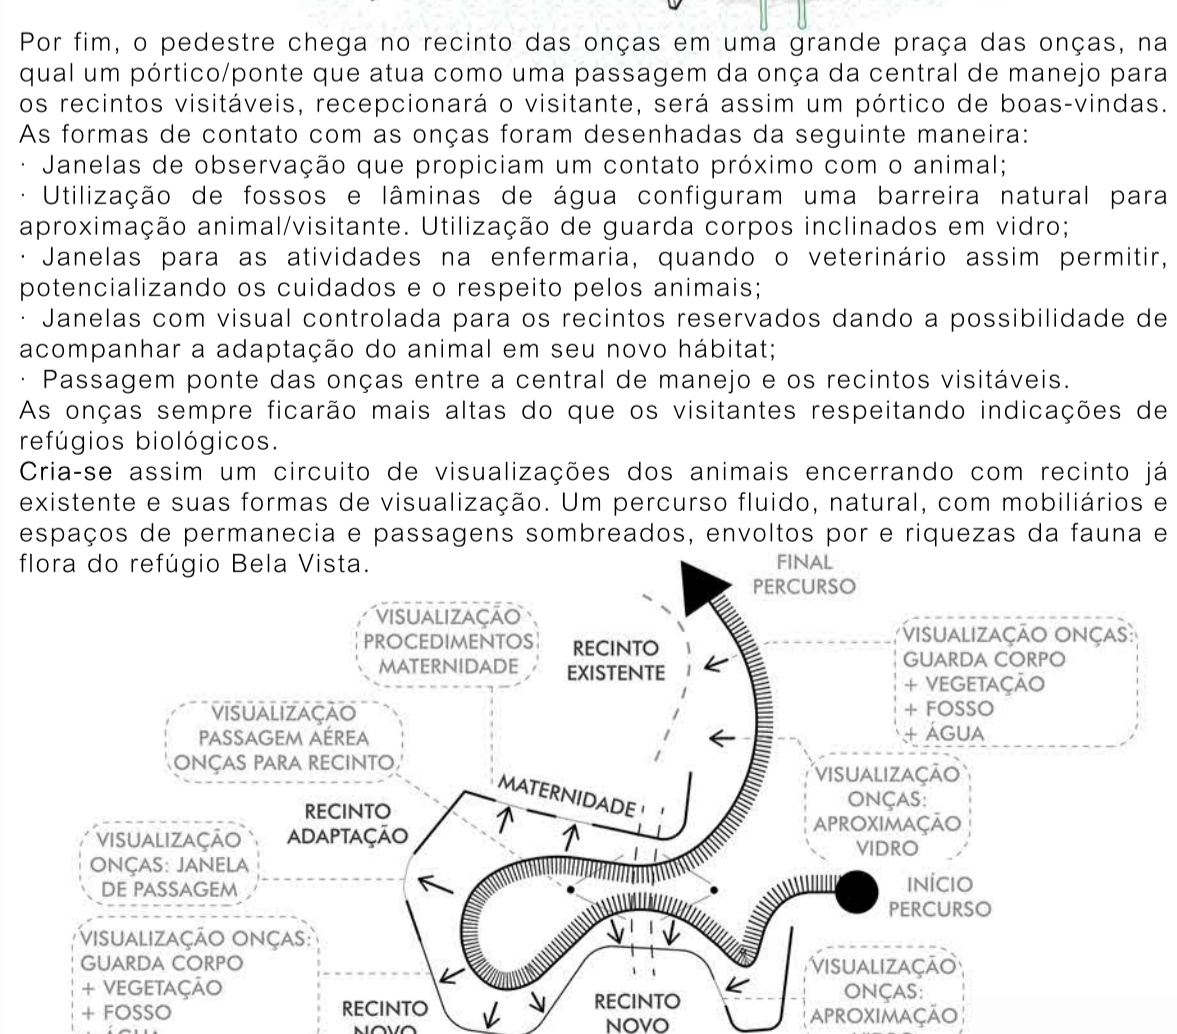 Por fim, o pedestre chega no recinto das onças em uma grande praça das onças, na
qual um pórtico/ponte que atua como uma passagem da onça da central de manejo para
os recintos visitáveis, recepcionará o visitante, será assim um pórtico de boas-vindas.
As formas de contato com as onças foram desenhadas da seguinte maneira:
· Janelas de observação que propiciam um contato próximo com o animal;
· Utilização de fossos e lâminas de água configuram uma barreira natural para
aproximação animal/visitante. Utilização de guarda corpos inclinados em vidro;
· Janelas para as atividades na enfermaria, quando o veterinário assim permitir,
potencializando os cuidados e o respeito pelos animais;
· Janelas com visual controlada para os recintos reservados dando a possibilidade de
acompanhar a adaptação do animal em seu novo hábitat;
· Passagem ponte das onças entre a central de manejo e os recintos visitáveis.
As onças sempre ficarão mais altas do que os visitantes respeitando indicações de
refúgios biológicos.
Cria-se assim um circuito de visualizações dos animais encerrando com recinto já
existente e suas formas de visualização. Um percurso fluido, natural, com mobiliários e
espaços de permanecia e passagens sombreados, envoltos por e riquezas da fauna e
flora do refúgio Bela Vista.
FINAL
PERCURSO
VISUALIZAÇÃO
PROCEDIMENTOS
MATERNIDADE
RECINTO
EXISTENTE
VISUALIZAÇÃO ONÇAS:
GUARDA CORPO
+ VEGETAÇÃO
+ FOSSO
+ ÁGUA
VISUALIZAÇÃO
PASSAGEM AÉREA
ONÇAS PARA RECINTO
MATERNIDADE
VISUALIZAÇÃO
ONÇAS:
APROXIMAÇÃO
VIDRO
RECINTO
ADAPTAÇÃO
VISUALIZAÇÃO
ONÇAS: JANELA
DE PASSAGEM
INÍCIO
PERCURSO
VISUALIZAÇÃO ONÇAS:
GUARDA CORPO
+ VEGETAÇÃO
+ FOSSO
+ ÁGUA
RECINTO
NOVO
RECINTO
NOVO
VISUALIZAÇÃO
ONÇAS:
APROXIMAÇÃO